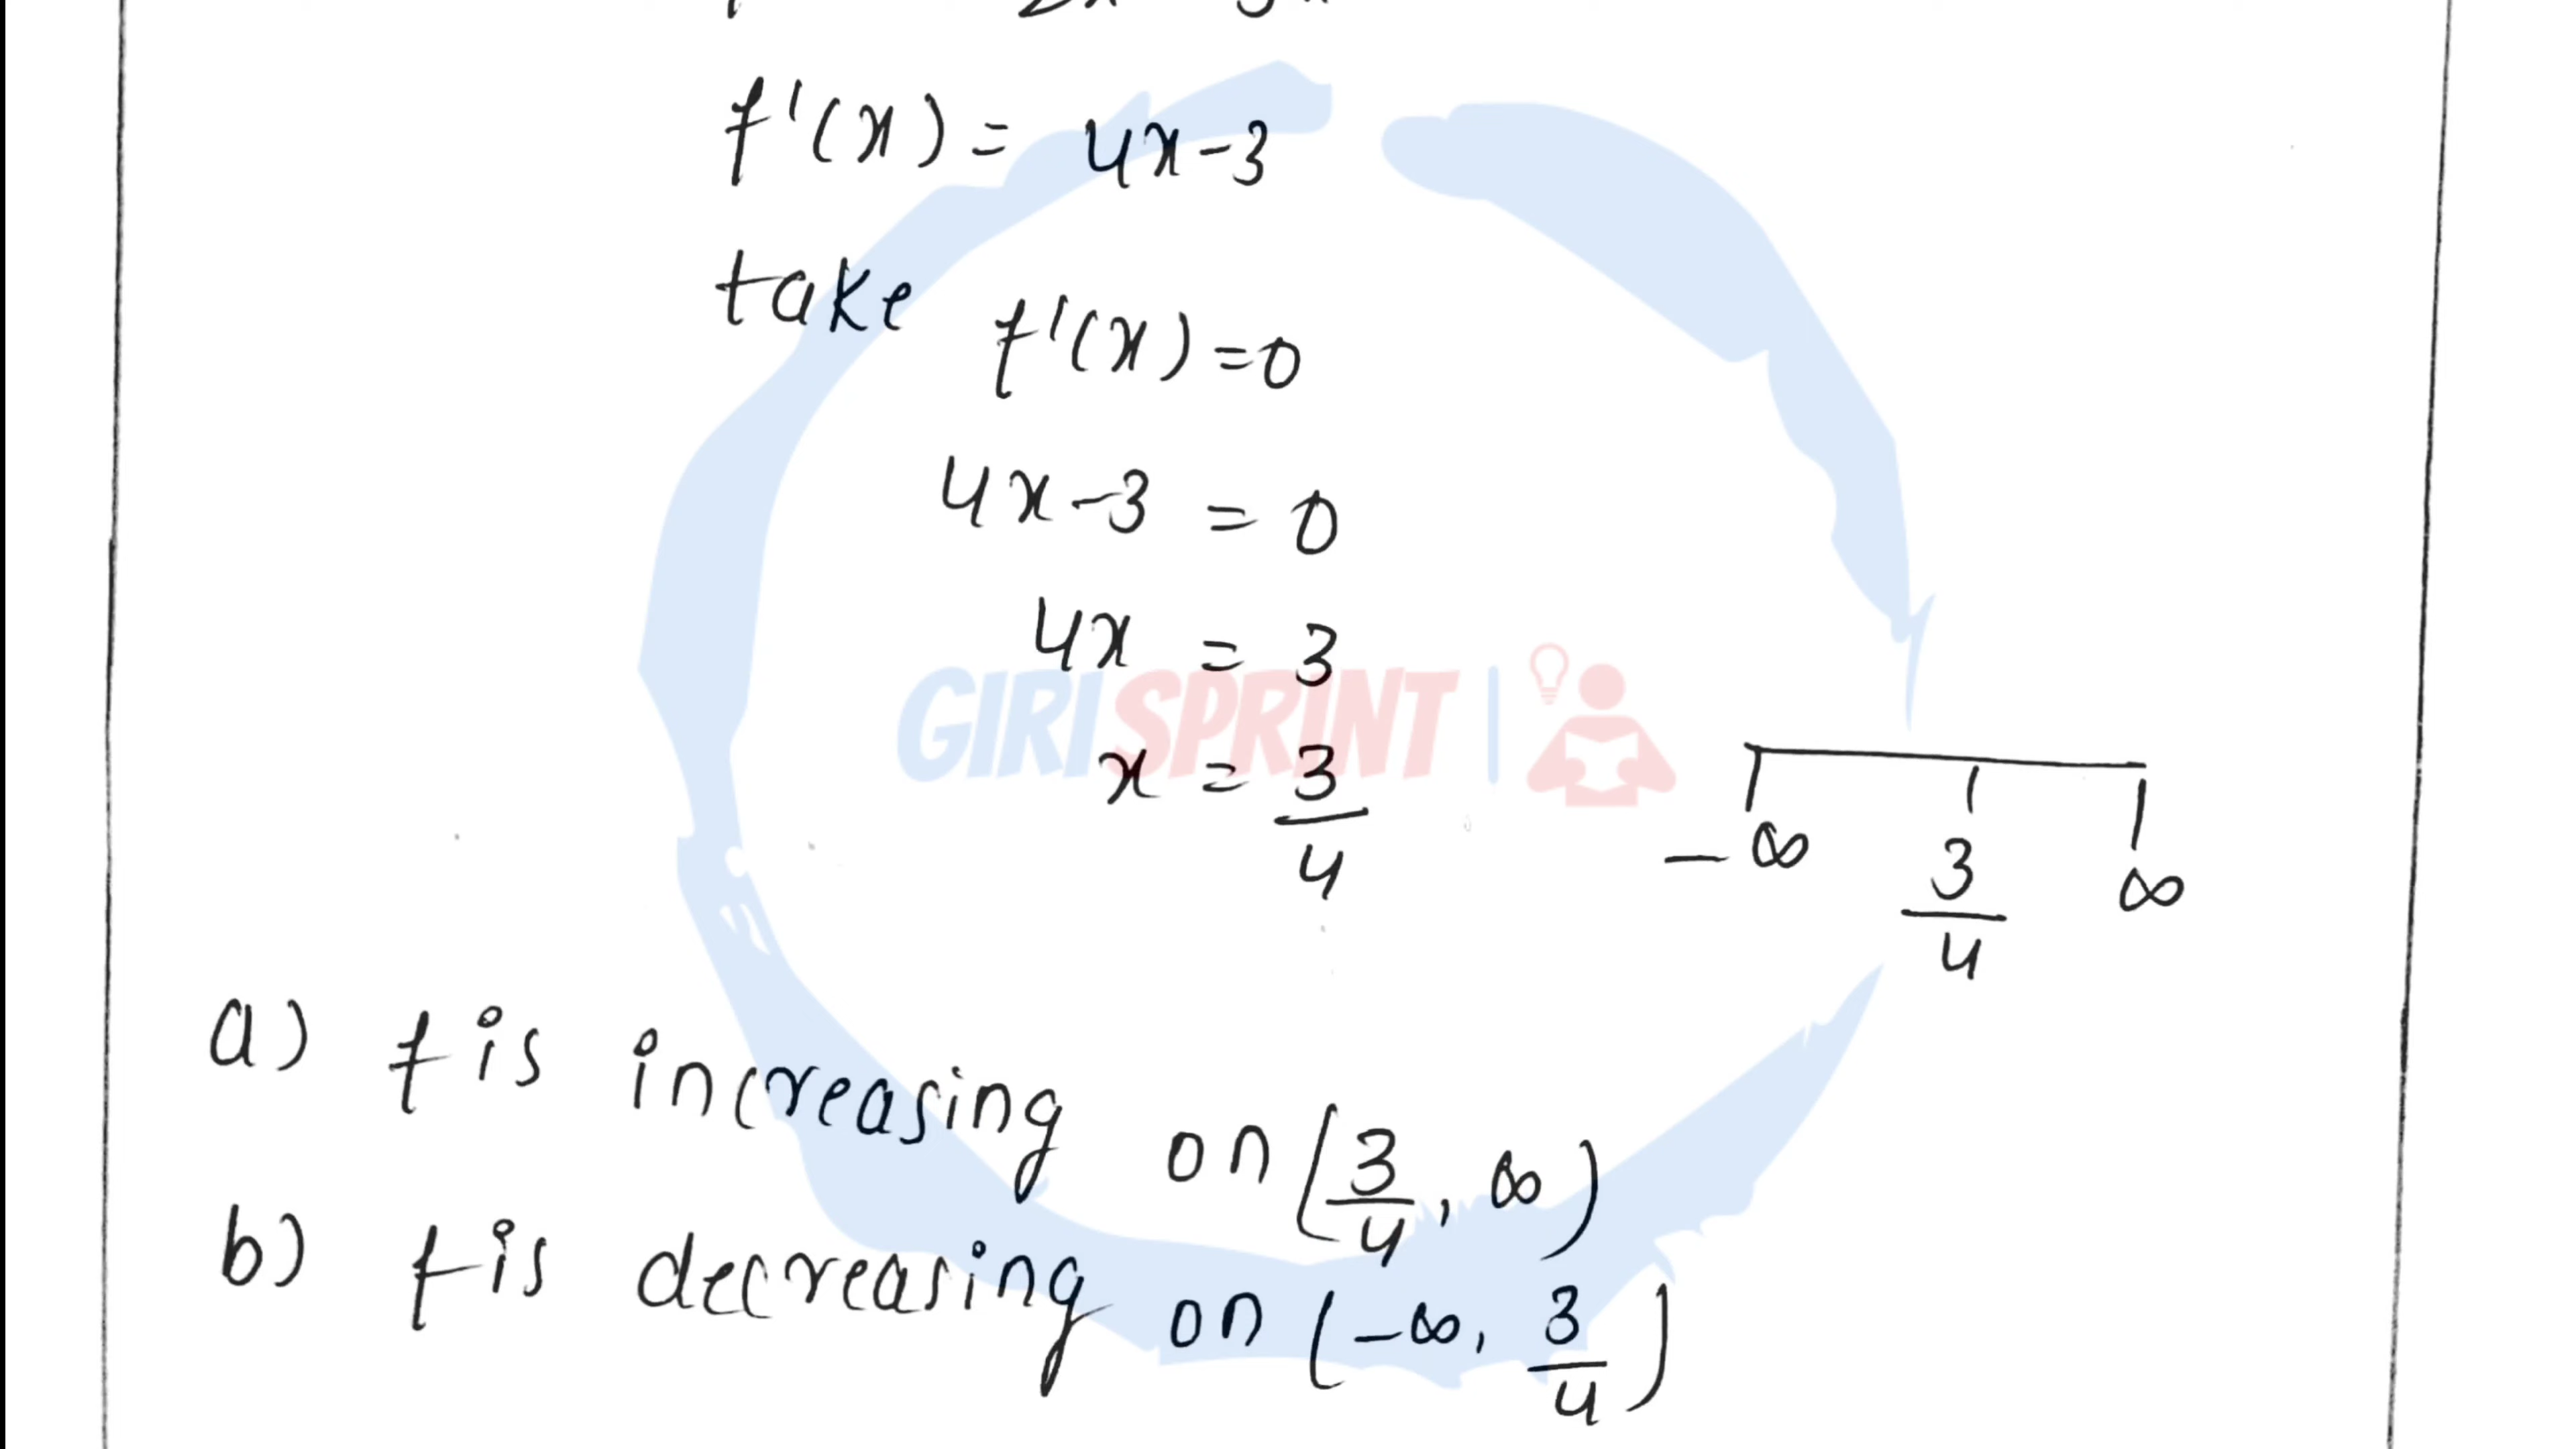 f'(x) = 4x-3
take f'(x) =0
4x-3 = 0
4x = 3
GIRISPRINT
x = 3/4
-∞ 3/4 ∞
a) f is increasing on (3/4, ∞)
b) f is decreasing on (-∞, 3/4)